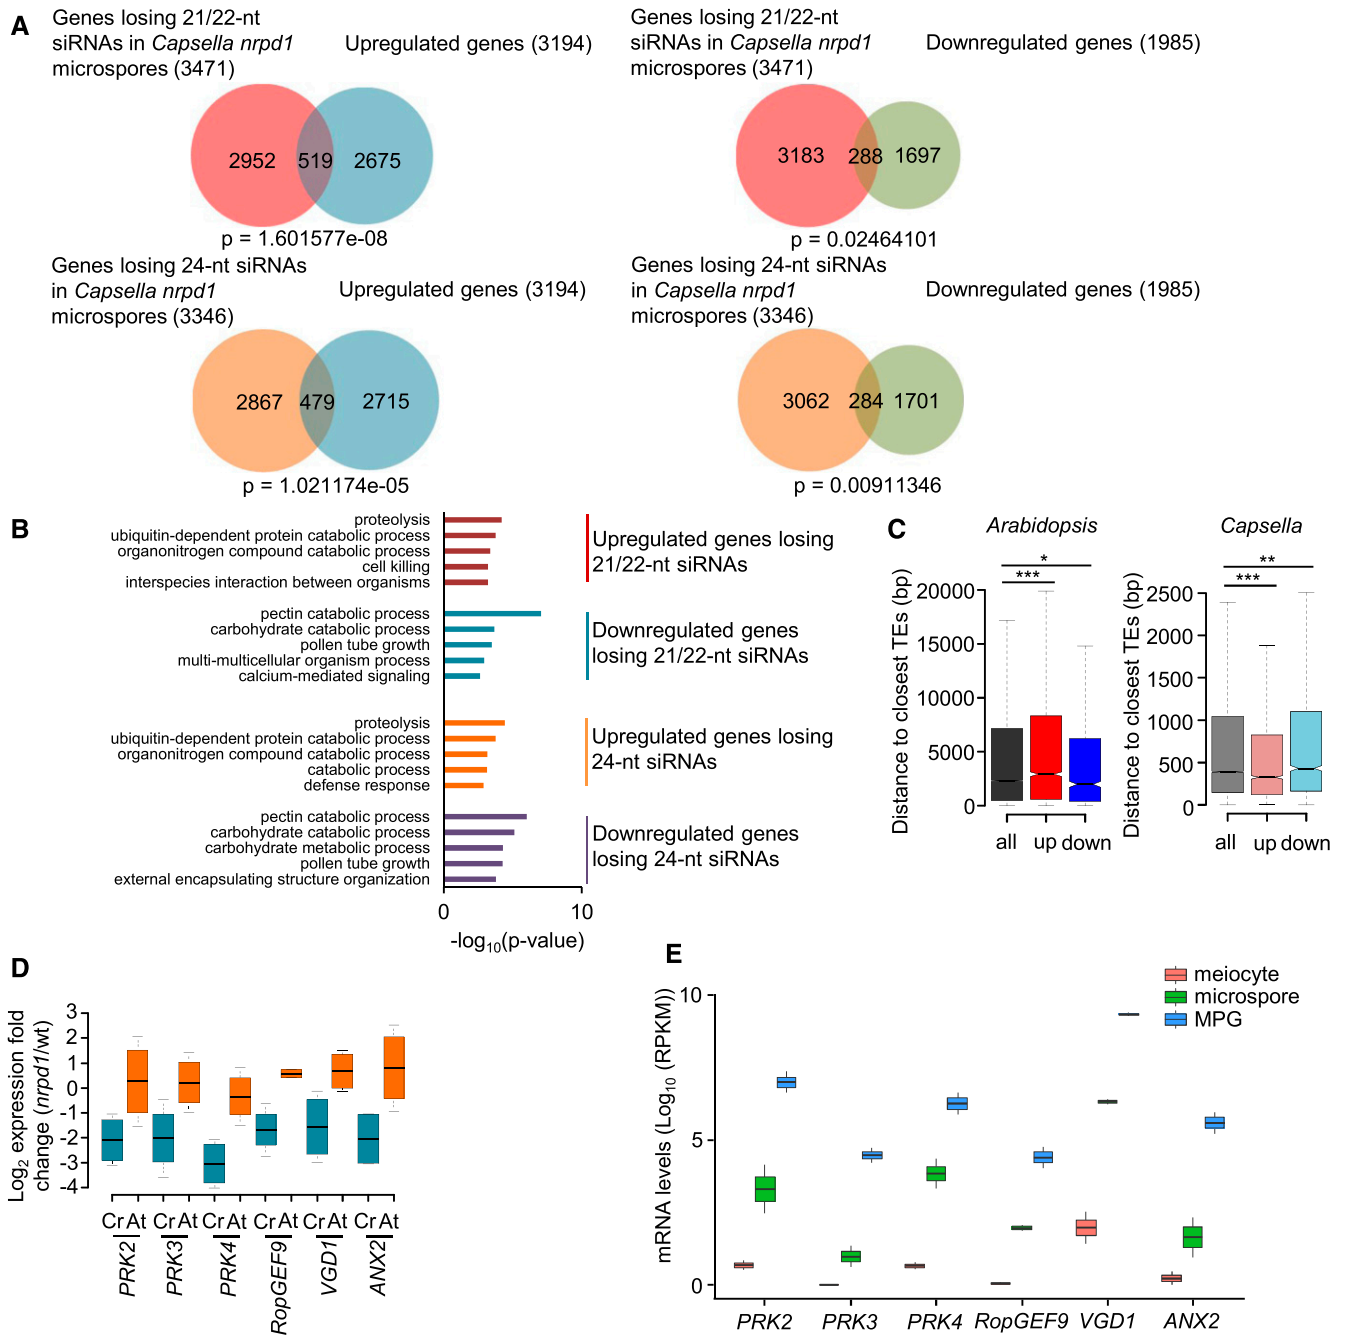 A
Genes losing 21/22-nt
siRNAs in Capsella nrpd1
microspores (3471)
Upregulated genes (3194)
2952 519 2675
p = 1.601577e-08
Genes losing 21/22-nt
siRNAs in Capsella nrpd1
microspores (3471)
Downregulated genes (1985)
3183 288 1697
p = 0.02464101
Genes losing 24-nt siRNAs
in Capsella nrpd1
microspores (3346)
Upregulated genes (3194)
2867 479 2715
p = 1.021174e-05
Genes losing 24-nt siRNAs
in Capsella nrpd1
microspores (3346)
Downregulated genes (1985)
3062 284 1701
p = 0.00911346
B
proteolysis
ubiquitin-dependent protein catabolic process
organonitrogen compound catabolic process
cell killing
interspecies interaction between organisms
Upregulated genes losing
21/22-nt siRNAs
pectin catabolic process
carbohydrate catabolic process
pollen tube growth
multi-multicellular organism process
calcium-mediated signaling
Downregulated genes
losing 21/22-nt siRNAs
proteolysis
ubiquitin-dependent protein catabolic process
organonitrogen compound catabolic process
catabolic process
defense response
Upregulated genes losing
24-nt siRNAs
pectin catabolic process
carbohydrate catabolic process
carbohydrate metabolic process
pollen tube growth
external encapsulating structure organization
Downregulated genes
losing 24-nt siRNAs
0 10
-log10(p-value)
C
Arabidopsis
Distance to closest TEs (bp)
20000
15000
10000
5000
0
*
***
all up down
Capsella
Distance to closest TEs (bp)
2500
2000
1500
1000
500
0
**
***
all up down
D
Log2 expression fold
change (nrpd1/wt)
3
2
1
0
-1
-2
-3
-4
Cr At Cr At Cr At Cr At Cr At Cr At
PRK2
PRK3
PRK4
RopGEF9
VGD1
ANX2
E
mRNA levels (Log10 (RPKM))
10
5
0
meiocyte
microspore
MPG
PRK2 PRK3 PRK4 RopGEF9 VGD1 ANX2